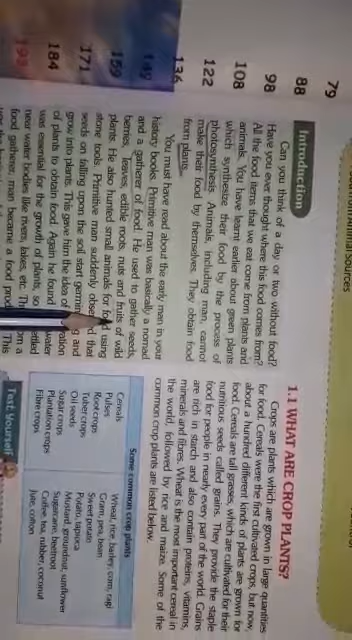 from Animal Sources
79
88
98
108
122
136
149
159
171
184
193
Introduction
Can you think of a day or two without food?
Have you ever thought where this food comes from?
All the food items that we eat come from plants and
animals. You have learnt earlier about green plants
which synthesize their food by the process of
photosynthesis. Animals, including man, cannot
make their food by themselves. They obtain food
from plants.
You must have read about the early men in your
history books. Primitive man was basically a nomad
and a gatherer of food. He used to gather seeds,
berries, leaves, edible roots, nuts and fruits of wild
plants. He also hunted small animals for food using
stone tools. Primitive man suddenly observed that
seeds on falling upon the soil start germinating and
grow into plants. This gave him the idea of
of plants to obtain food. Again he found water
was essential for the growth of plants, so settled
near water bodies like rivers, lakes, etc. Thus from a
food gatherer, man became a food This
1.1 WHAT ARE CROP PLANTS?
Crops are plants which are grown in large quantities
for food. Cereals were the first cultivated crops, but now,
about a hundred different kinds of plants are grown for
food. Cereals are tall grasses, which are cultivated for their
nutritious seeds called grains. They provide the staple
food for people in nearly every part of the world. Grains
are rich in starch and also contain proteins, vitamins,
minerals and fibres. Wheat is the most important cereal in
the world, followed by rice and maize. Some of the
common crop plants are listed below.
Some common crop plants
Cereals Wheat, rice, barley, corn, ragi
Pulses Gram, pea, bean
Root crops Sweet potato
Tuber crops Potato, tapioca
Oil seeds Mustard, groundnut, sunflower
Sugar crops Sugarcane, beetroot
Plantation crops Coffee, tea, rubber, coconut
Fibre crops Jute, cotton
Test Yourself